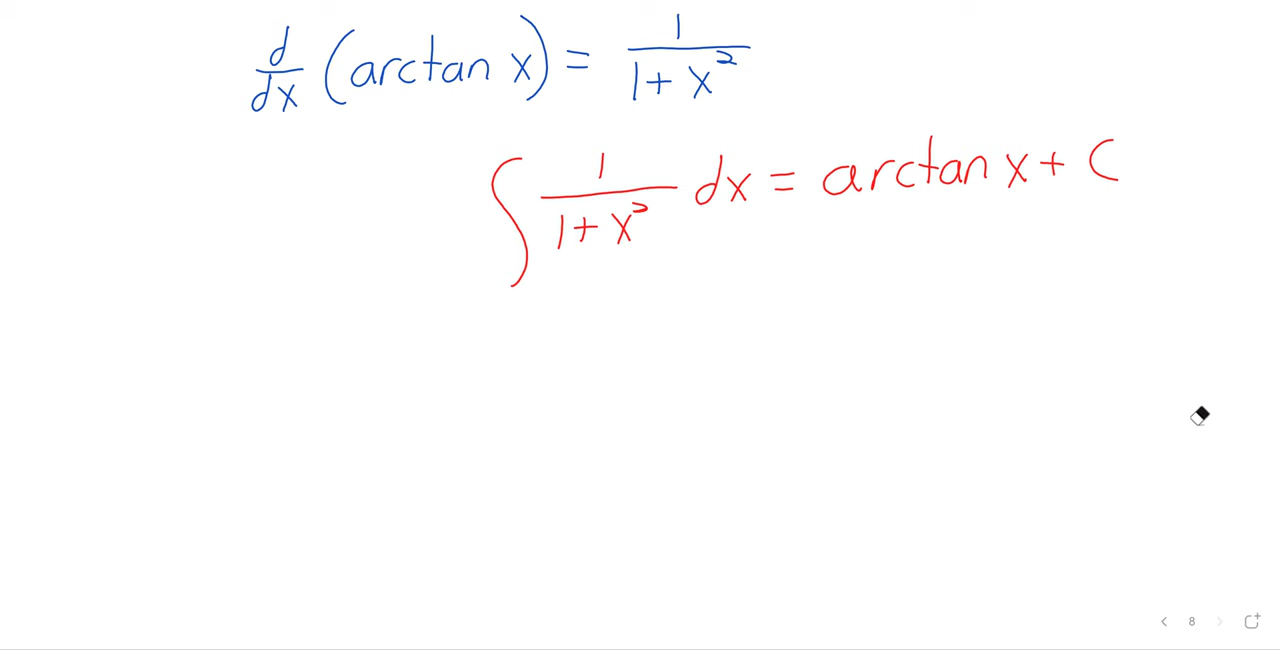 d/dx (arctan x) = 1/(1 + x²)
∫ 1/(1 + x²) dx = arctan x + C
8